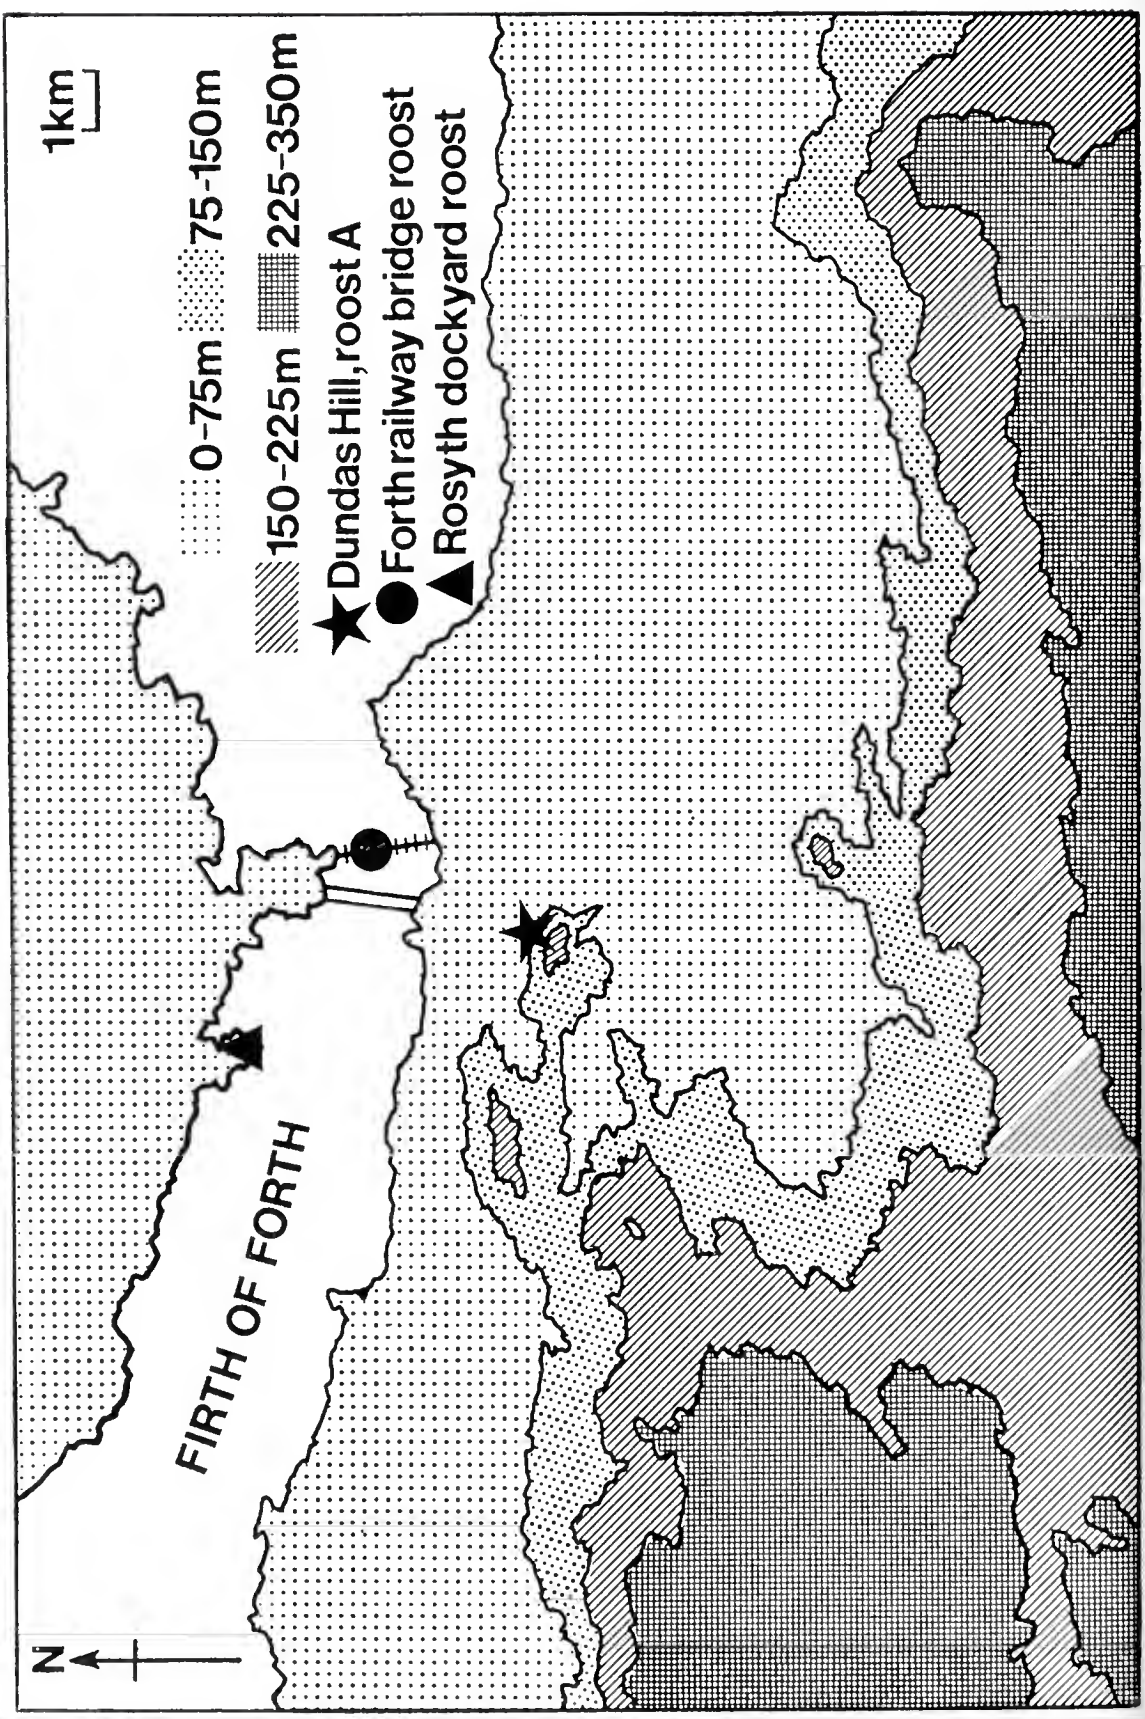 N
1km
0-75m
75-150m
150-225m
225-350m
Dundas Hill, roost A
Forth railway bridge roost
Rosyth dockyard roost
FIRTH OF FORTH